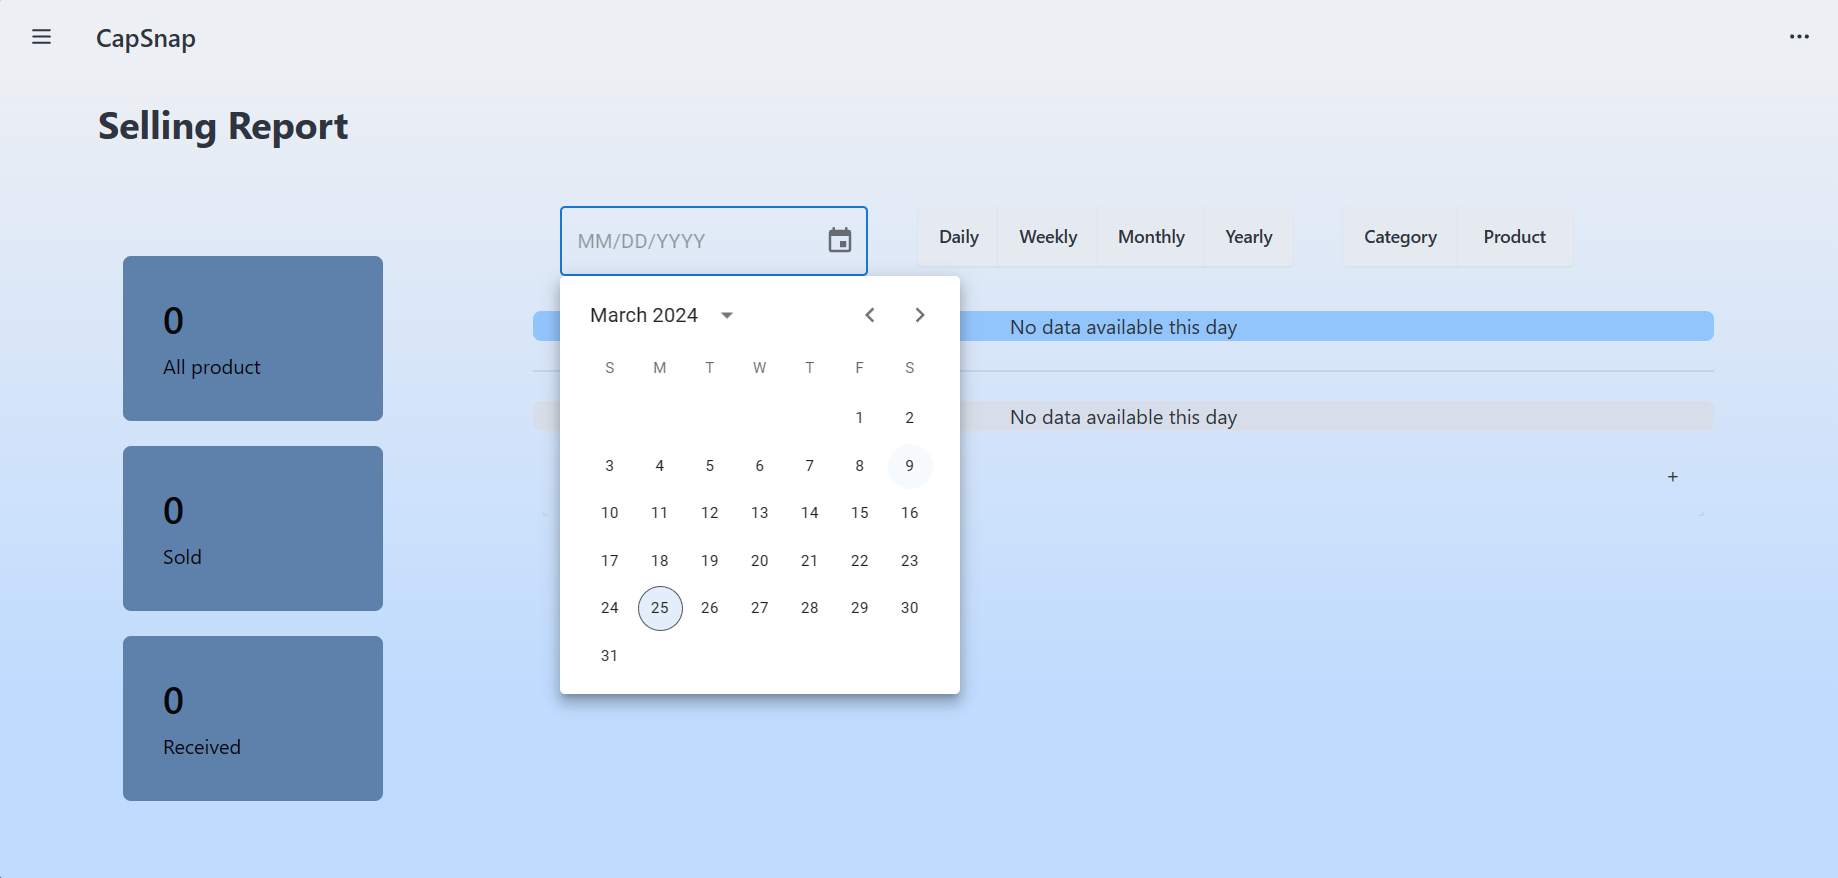 CapSnap
Selling Report
0
All product
0
Sold
0
Received
MM/DD/YYYY
Daily Weekly Monthly Yearly
Category Product
March 2024
S M T W T F S
1 2
3 4 5 6 7 8 9
10 11 12 13 14 15 16
17 18 19 20 21 22 23
24 25 26 27 28 29 30
31
No data available this day
No data available this day
+